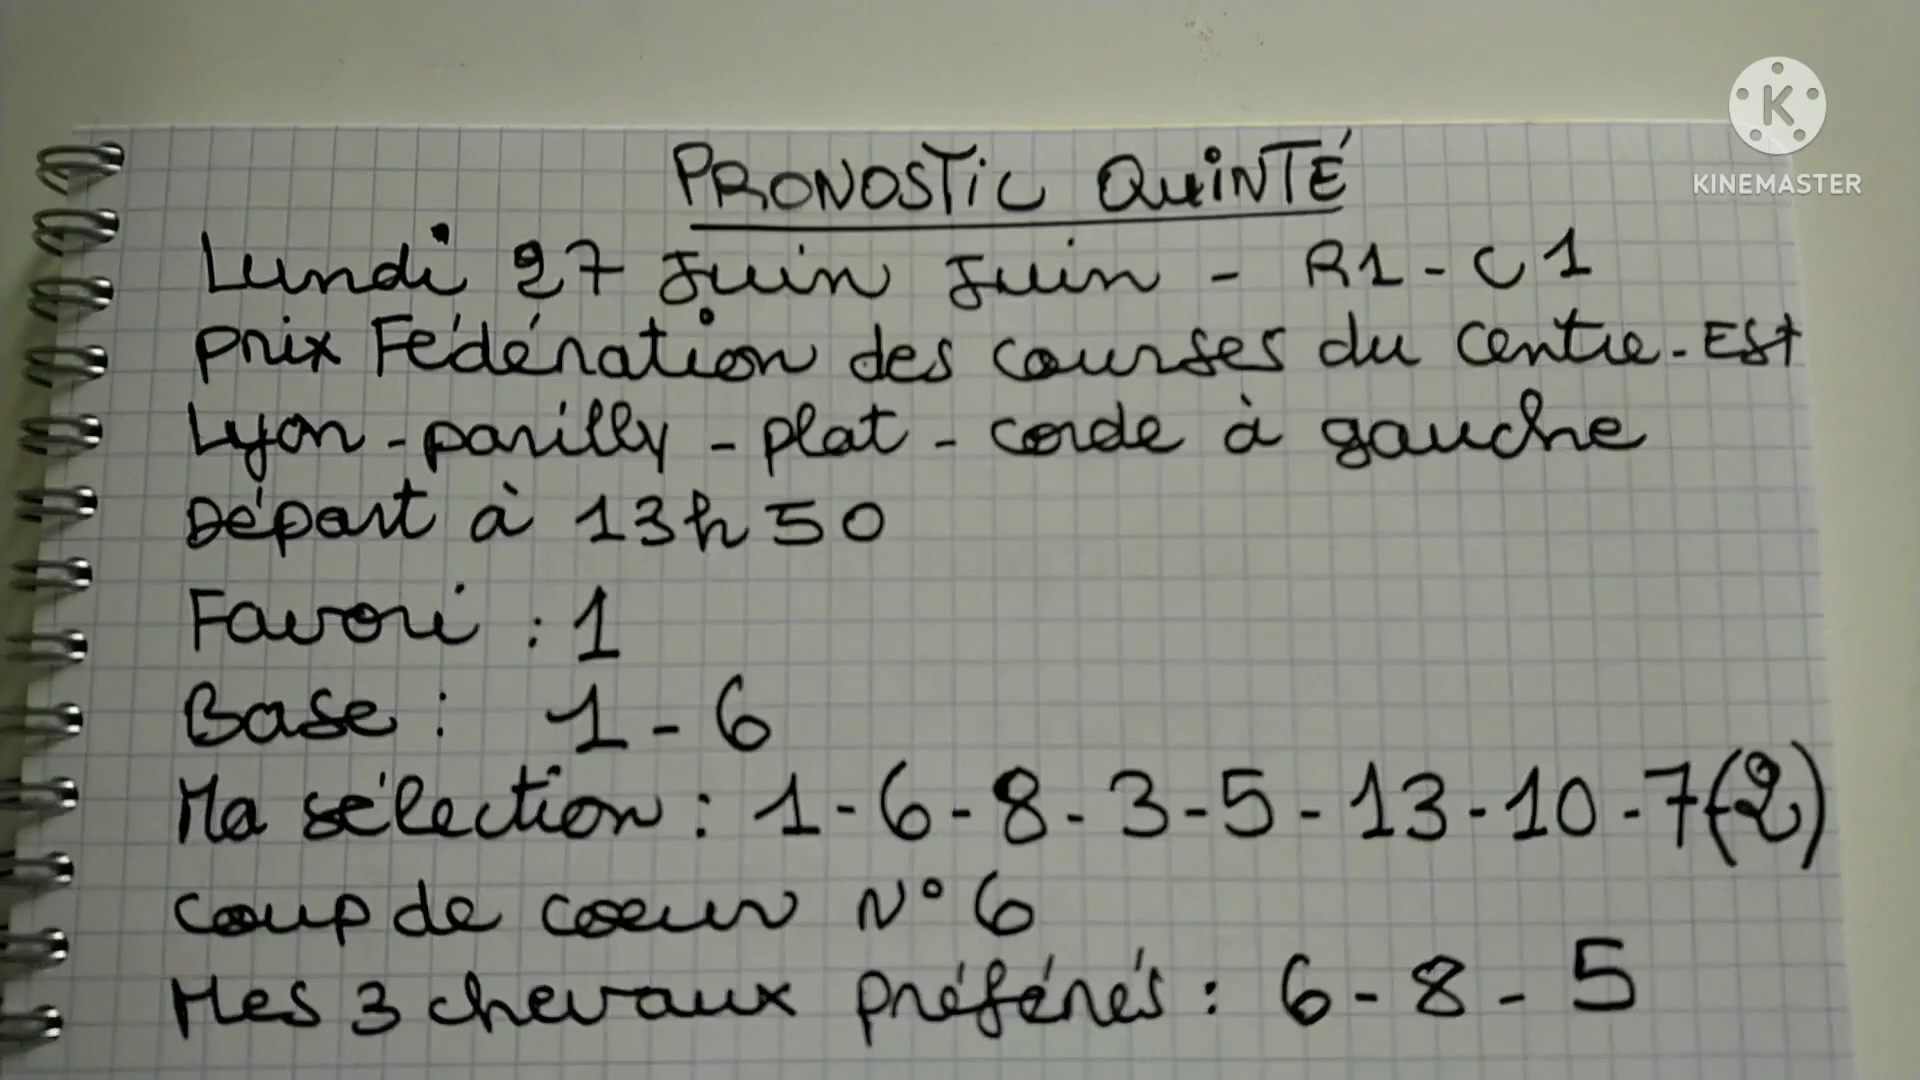 K
KINEMASTER
PRONOSTIC QUINTÉ
Lundi 27 Juin Juin - R1 - C1
Prix Fédération des courses du Centre-Est
Lyon-parilly - plat - corde à gauche
Départ à 13h50
Favori : 1
Base : 1 - 6
Ma sélection : 1 - 6 - 8 - 3 - 5 - 13 - 10 - 7 (2)
Coup de coeur N° 6
Mes 3 chevaux préférés : 6 - 8 - 5